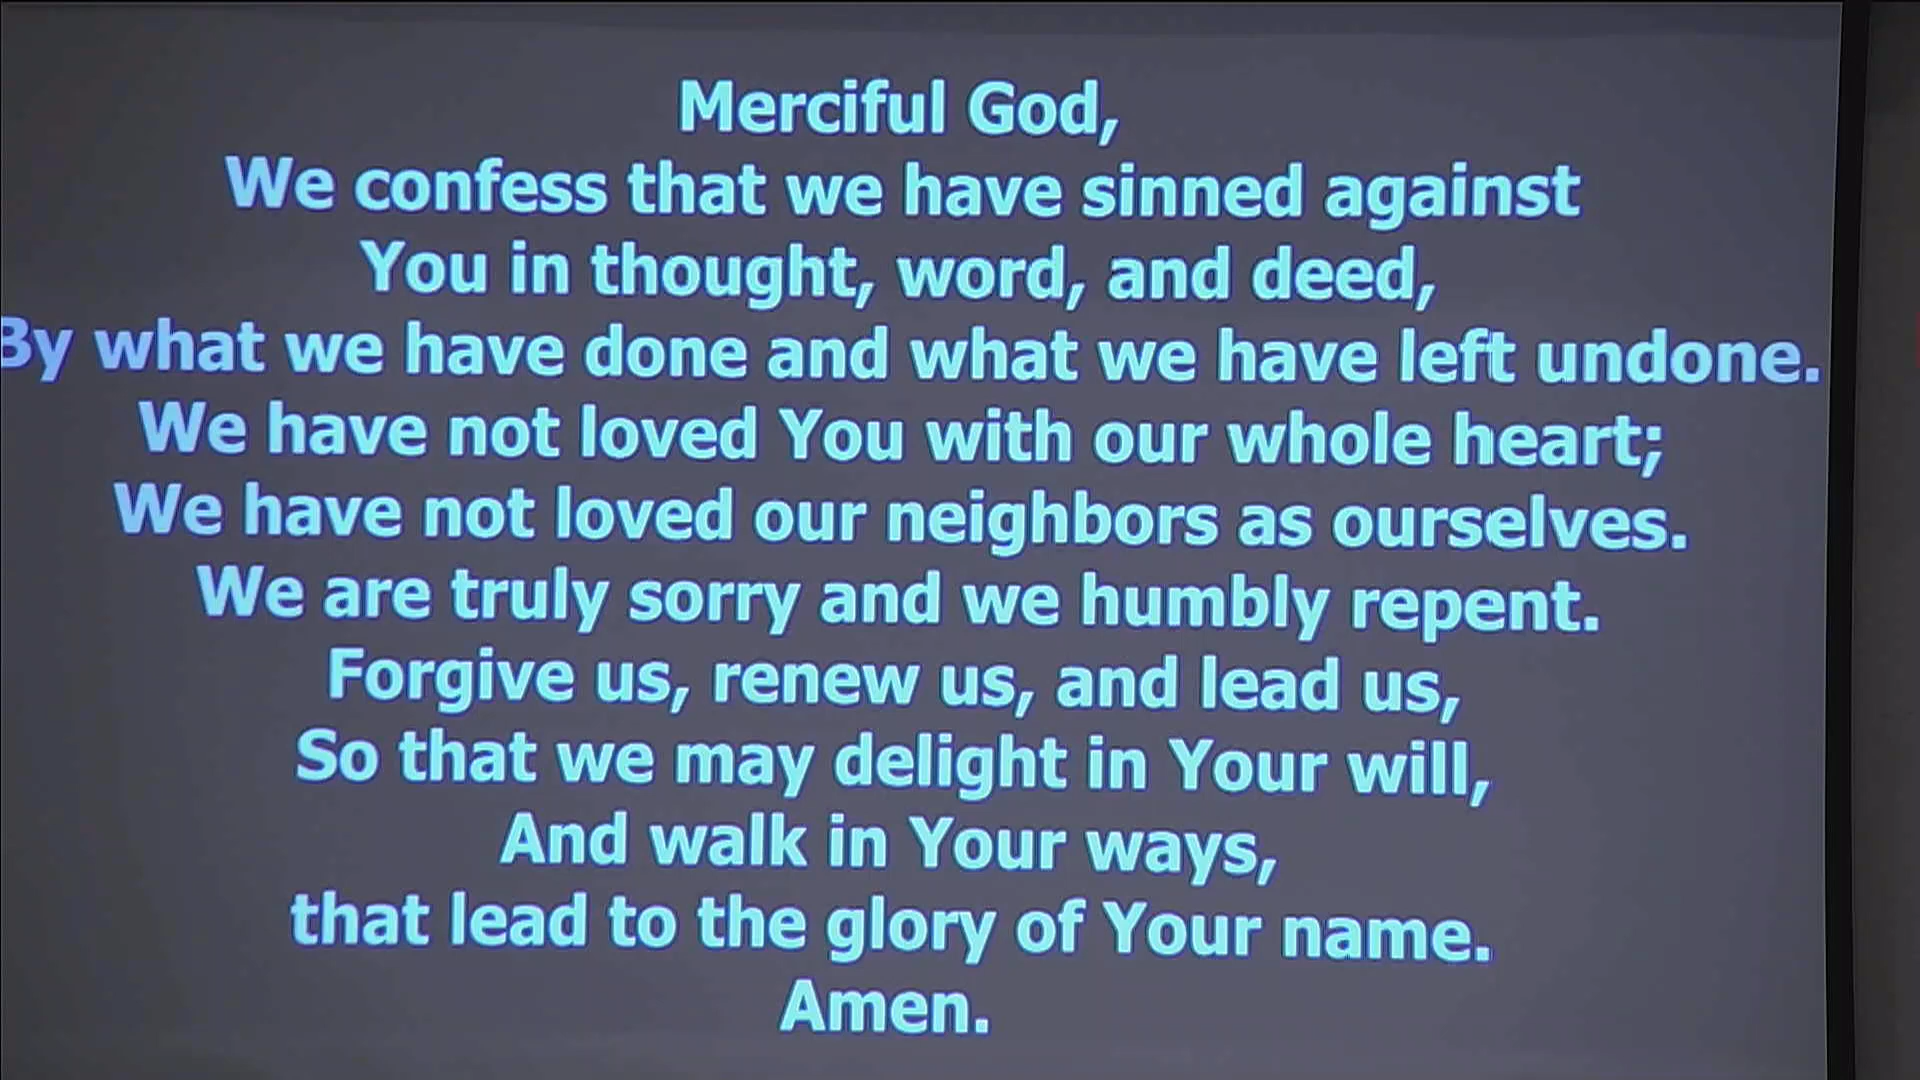 Merciful God,
We confess that we have sinned against
You in thought, word, and deed,
By what we have done and what we have left undone.
We have not loved You with our whole heart;
We have not loved our neighbors as ourselves.
We are truly sorry and we humbly repent.
Forgive us, renew us, and lead us,
So that we may delight in Your will,
And walk in Your ways,
that lead to the glory of Your name.
Amen.